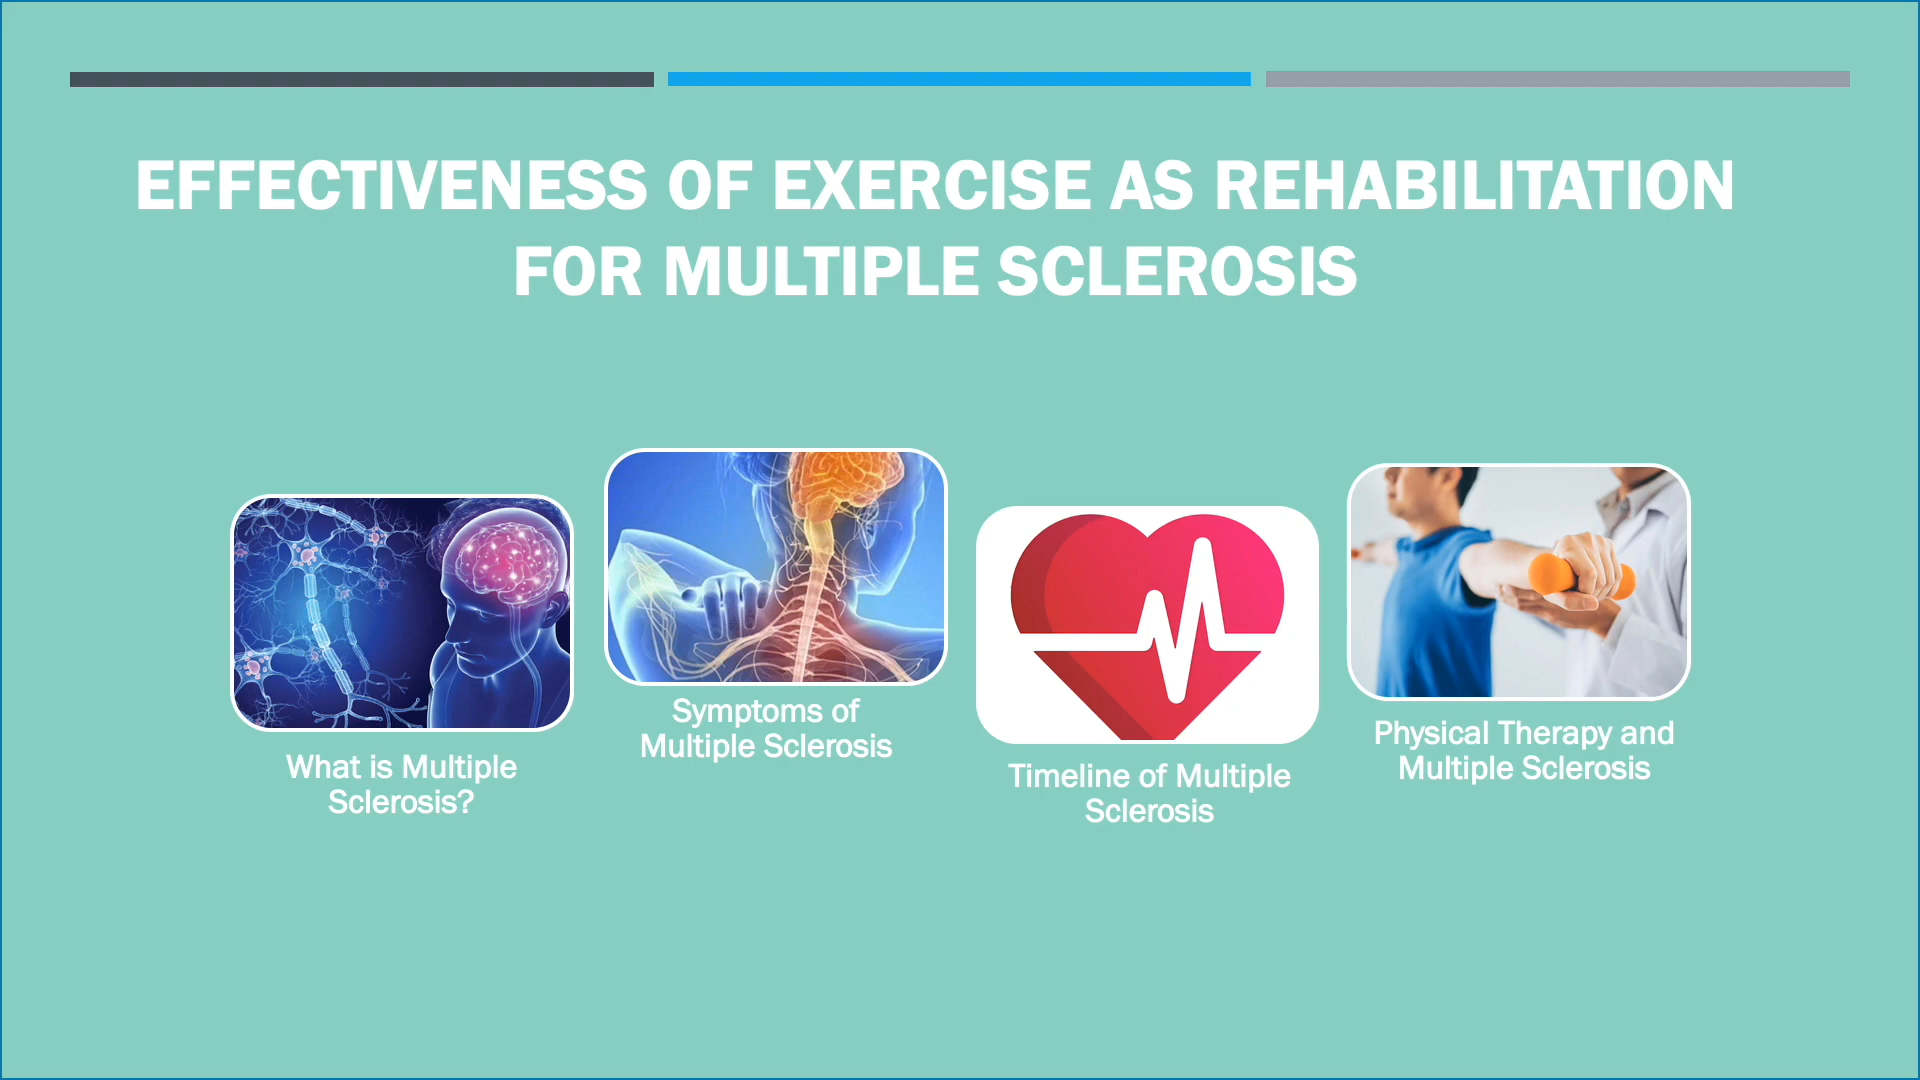 EFFECTIVENESS OF EXERCISE AS REHABILITATION
FOR MULTIPLE SCLEROSIS
What is Multiple
Sclerosis?
Symptoms of
Multiple Sclerosis
Timeline of Multiple
Sclerosis
Physical Therapy and
Multiple Sclerosis